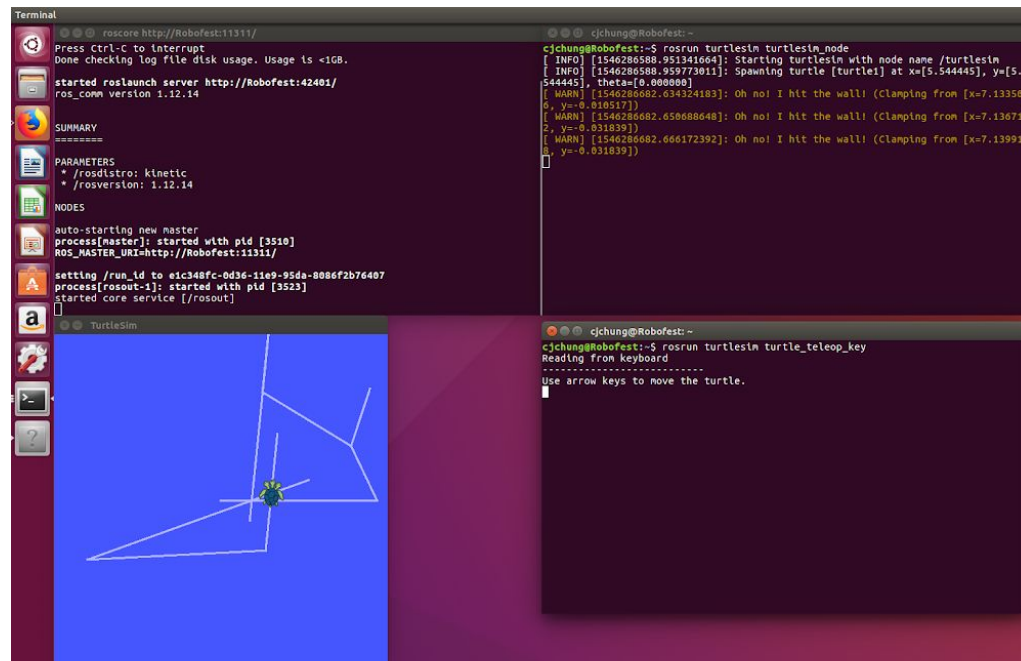 Terminal
roscore http://Robofest:11311/
Press Ctrl-C to interrupt
Done checking log file disk usage. Usage is <1GB.
started roslaunch server http://Robofest:42401/
ros_comm version 1.12.14
SUMMARY
========
PARAMETERS
* /rosdistro: kinetic
* /rosversion: 1.12.14
NODES
auto-starting new master
process[master]: started with pid [3510]
ROS_MASTER_URI=http://Robofest:11311/
setting /run_id to e1c348fc-0d36-11e9-95da-8086f2b76407
process[rosout-1]: started with pid [3523]
started core service [/rosout]
cjchung@Robofest: ~
cjchung@Robofest:~$ rosrun turtlesim turtlesim_node
[ INFO] [1546286588.951341664]: Starting turtlesim with node name /turtlesim
[ INFO] [1546286588.959773011]: Spawning turtle [turtle1] at x=[5.544445], y=[5.
544445], theta=[0.000000]
[ WARN] [1546286682.634324183]: Oh no! I hit the wall! (Clamping from [x=7.13350
6, y=-0.010517])
[ WARN] [1546286682.650688648]: Oh no! I hit the wall! (Clamping from [x=7.13671
2, y=-0.031839])
[ WARN] [1546286682.666172392]: Oh no! I hit the wall! (Clamping from [x=7.13991
8, y=-0.031839])
TurtleSim
cjchung@Robofest: ~
cjchung@Robofest:~$ rosrun turtlesim turtle_teleop_key
Reading from keyboard
---------------------------
Use arrow keys to move the turtle.